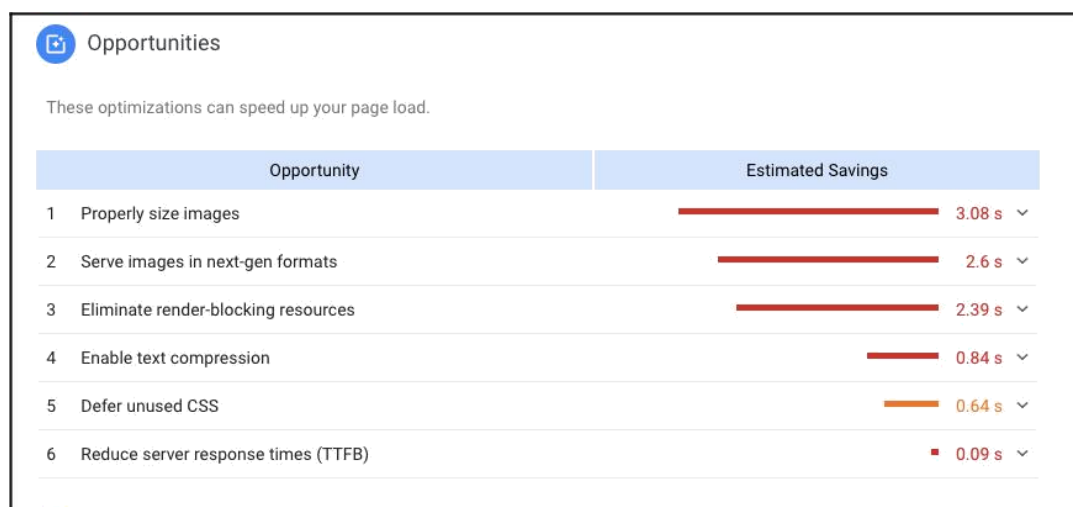 Opportunities
These optimizations can speed up your page load.
Opportunity Estimated Savings
1 Properly size images 3.08 s
2 Serve images in next-gen formats 2.6 s
3 Eliminate render-blocking resources 2.39 s
4 Enable text compression 0.84 s
5 Defer unused CSS 0.64 s
6 Reduce server response times (TTFB) 0.09 s